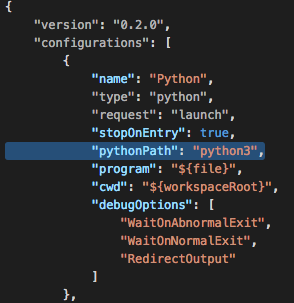 {
"version": "0.2.0",
"configurations": [
{
"name": "Python",
"type": "python",
"request": "launch",
"stopOnEntry": true,
"pythonPath": "python3",
"program": "${file}",
"cwd": "${workspaceRoot}",
"debugOptions": [
"WaitOnAbnormalExit",
"WaitOnNormalExit",
"RedirectOutput"
]
},